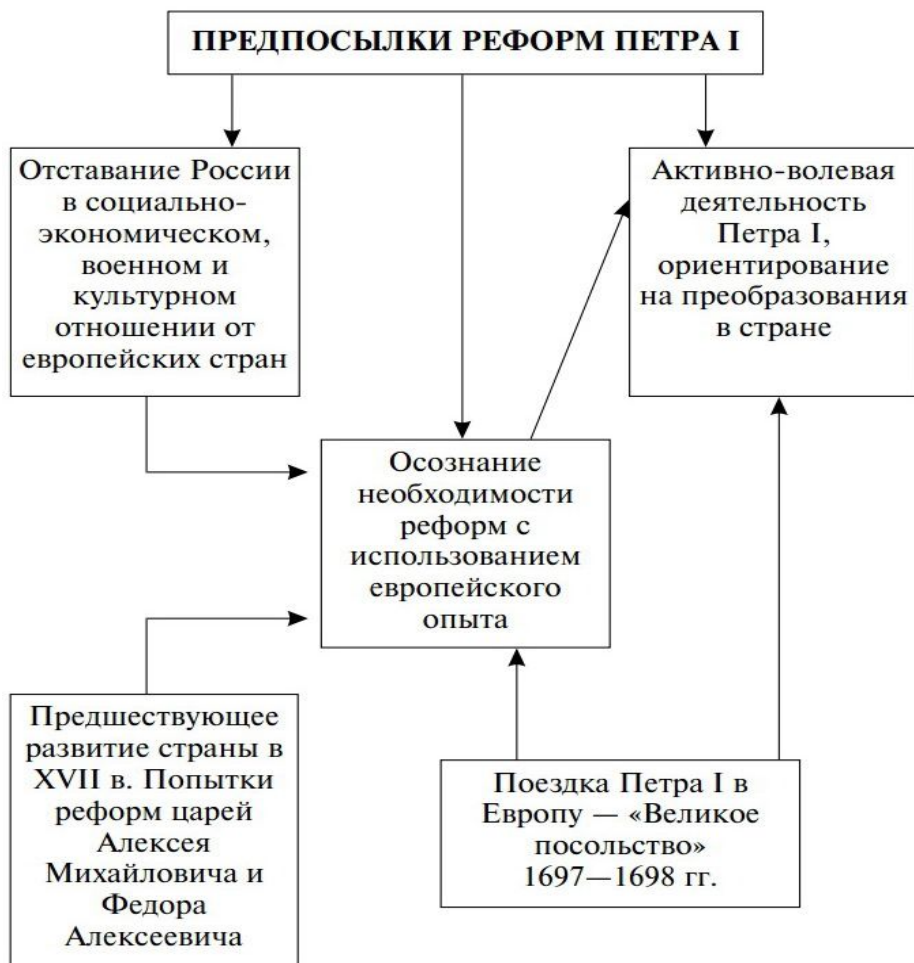 ПРЕДПОСЫЛКИ РЕФОРМ ПЕТРА I
Отставание России
в социально-
экономическом,
военном и
культурном
отношении от
европейских стран
Активно-волевая
деятельность
Петра I,
ориентирование
на преобразования
в стране
Осознание
необходимости
реформ с
использованием
европейского
опыта
Предшествующее
развитие страны в
XVII в. Попытки
реформ царей
Алексея
Михайловича и
Федора
Алексеевича
Поездка Петра I в
Европу — «Великое
посольство»
1697—1698 гг.